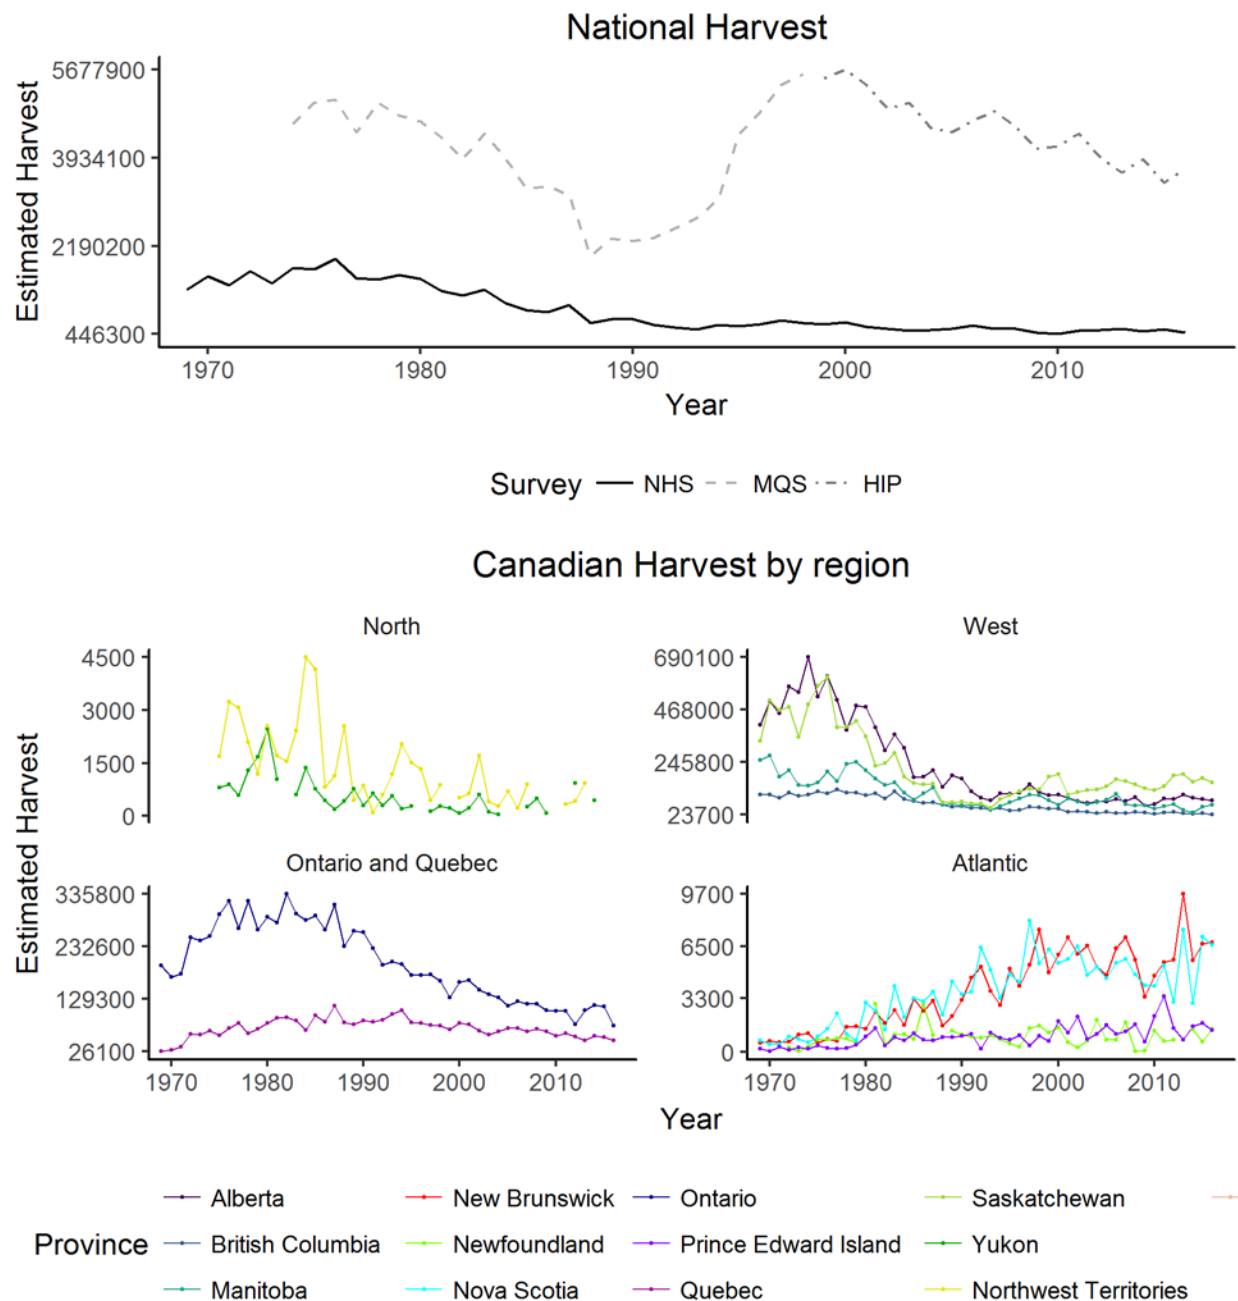 National Harvest
5677900
3934100
2190200
446300
Estimated Harvest
1970 1980 1990 2000 2010
Year
Survey NHS MQS HIP
Canadian Harvest by region
North West
4500
3000
1500
0
690100
468000
245800
23700
Estimated Harvest
Ontario and Quebec Atlantic
335800
232600
129300
26100
9700
6500
3300
0
Estimated Harvest
1970 1980 1990 2000 2010 1970 1980 1990 2000 2010
Year
Alberta New Brunswick Ontario Saskatchewan
Province British Columbia Newfoundland Prince Edward Island Yukon
Manitoba Nova Scotia Quebec Northwest Territories